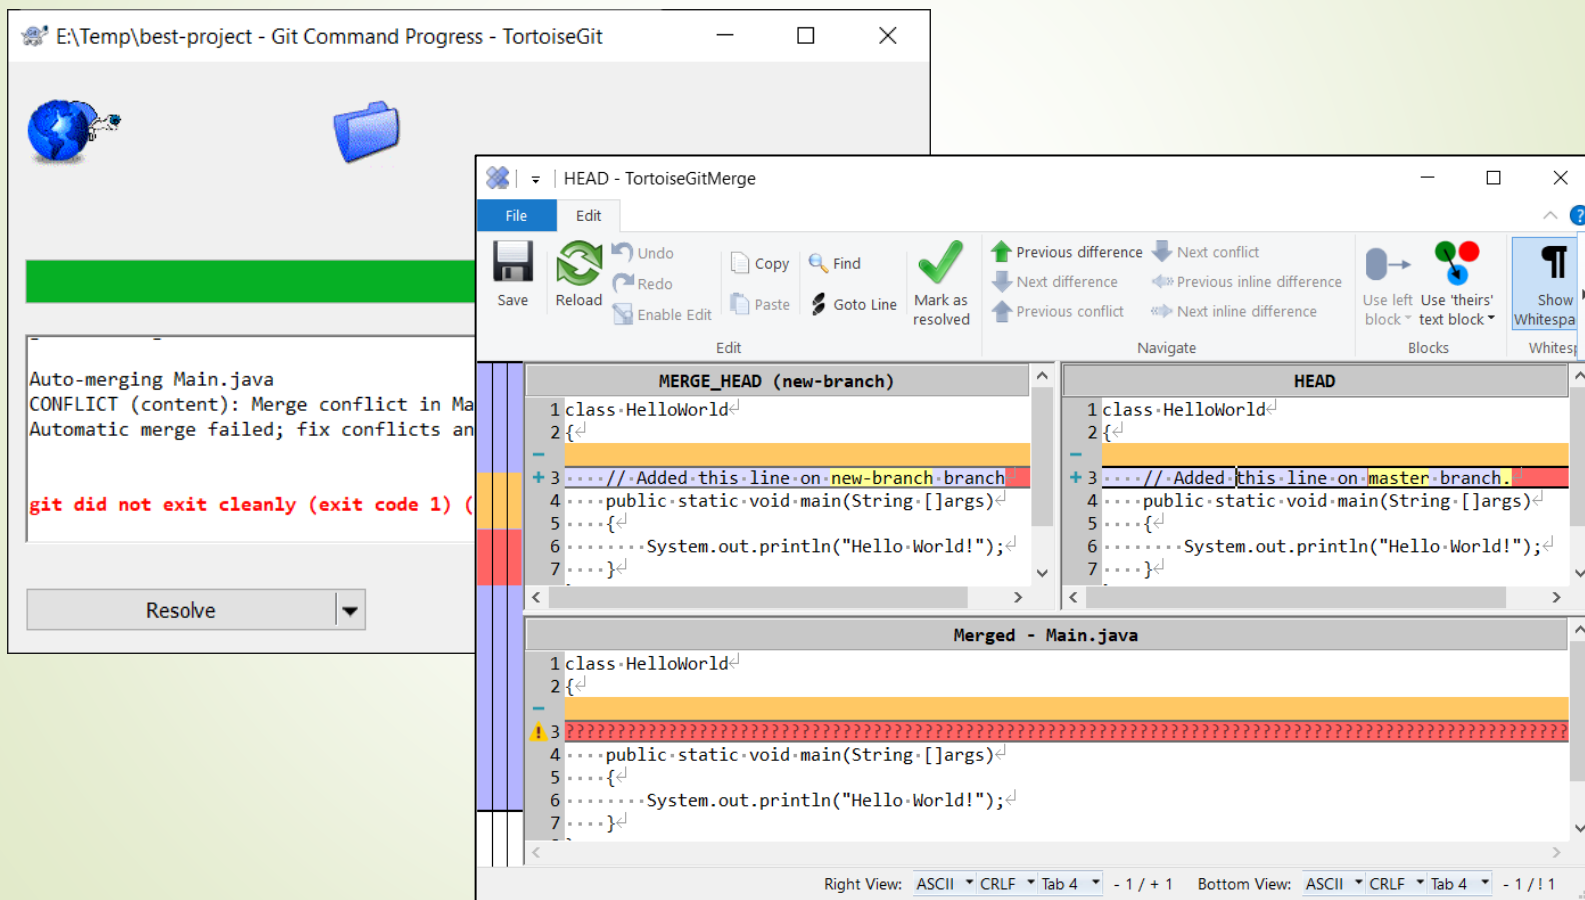 E:\Temp\best-project - Git Command Progress - TortoiseGit
Auto-merging Main.java
CONFLICT (content): Merge conflict in Ma
Automatic merge failed; fix conflicts an
git did not exit cleanly (exit code 1) (
Resolve
HEAD - TortoiseGitMerge
File Edit
Save
Reload
Undo
Redo
Enable Edit
Copy
Paste
Find
Goto Line
Mark as
resolved
Edit
Previous difference
Next difference
Previous conflict
Next conflict
Previous inline difference
Next inline difference
Navigate
Use left
block
Use 'theirs'
text block
Blocks
Show
Whitespa
Whitesp
MERGE_HEAD (new-branch)
1 class·HelloWorld
2 {
3 ····//·Added·this·line·on·new-branch·branch
4 ····public·static·void·main(String·[]args)
5 ····{
6 ········System.out.println("Hello·World!");
7 ····}
HEAD
1 class·HelloWorld
2 {
3 ····//·Added·this·line·on·master·branch.
4 ····public·static·void·main(String·[]args)
5 ····{
6 ········System.out.println("Hello·World!");
7 ····}
Merged - Main.java
1 class·HelloWorld
2 {
3 ??????????????????????????????????????????????????????????????????????????????????????????????????
4 ····public·static·void·main(String·[]args)
5 ····{
6 ········System.out.println("Hello·World!");
7 ····}
Right View: ASCII CRLF Tab 4 - 1 / + 1 Bottom View: ASCII CRLF Tab 4 - 1 / ! 1